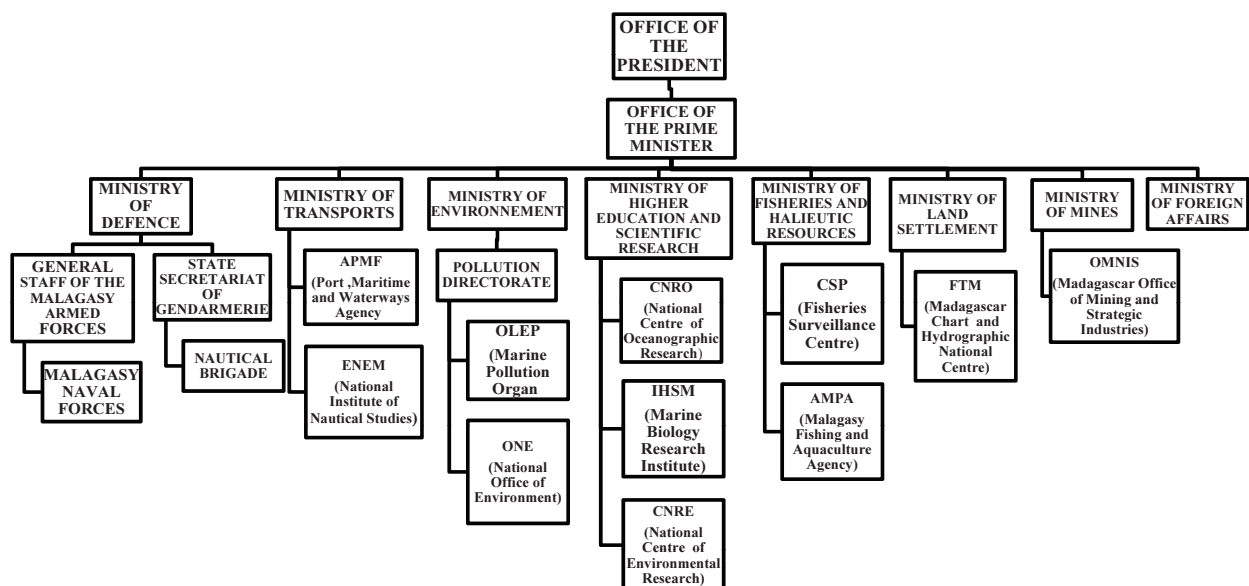 OFFICE OF
THE
PRESIDENT
OFFICE OF
THE PRIME
MINISTER
MINISTRY
OF
DEFENCE
MINISTRY OF
TRANSPORTS
MINISTRY OF
ENVIRONNEMENT
MINISTRY OF
HIGHER
EDUCATION AND
SCIENTIFIC
RESEARCH
MINISTRY OF
FISHERIES AND
HALIEUTIC
RESOURCES
MINISTRY
OF LAND
SETTLEMENT
MINISTRY
OF MINES
MINISTRY
OF FOREIGN
AFFAIRS
GENERAL
STAFF OF THE
MALAGASY
ARMED
FORCES
MALAGASY
NAVAL
FORCES
STATE
SECRETARIAT
OF
GENDARMERIE
NAUTICAL
BRIGADE
APMF
(Port ,Maritime
and Waterways
Agency
ENEM
(National
Institute of
Nautical Studies)
POLLUTION
DIRECTORATE
OLEP
(Marine
Pollution
Organ
ONE
(National
Office of
Environment)
CNRO
(National
Centre of
Oceanographic
Research)
IHSM
(Marine
Biology
Research
Institute)
CNRE
(National
Centre of
Environmental
Research)
CSP
(Fisheries
Surveillance
Centre)
AMPA
(Malagasy
Fishing and
Aquaculture
Agency)
FTM
(Madagascar
Chart and
Hydrographic
National
Centre)
OMNIS
(Madagascar Office
of Mining and
Strategic
Industries)